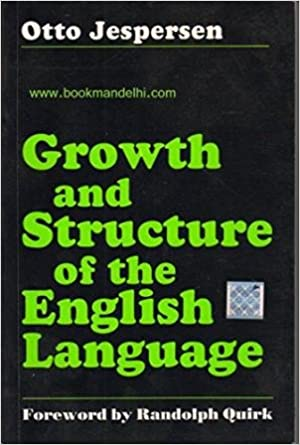 Otto Jespersen
www.bookmandelhi.com
Growth
and
Structure
of the
English
Language
Foreword by Randolph Quirk